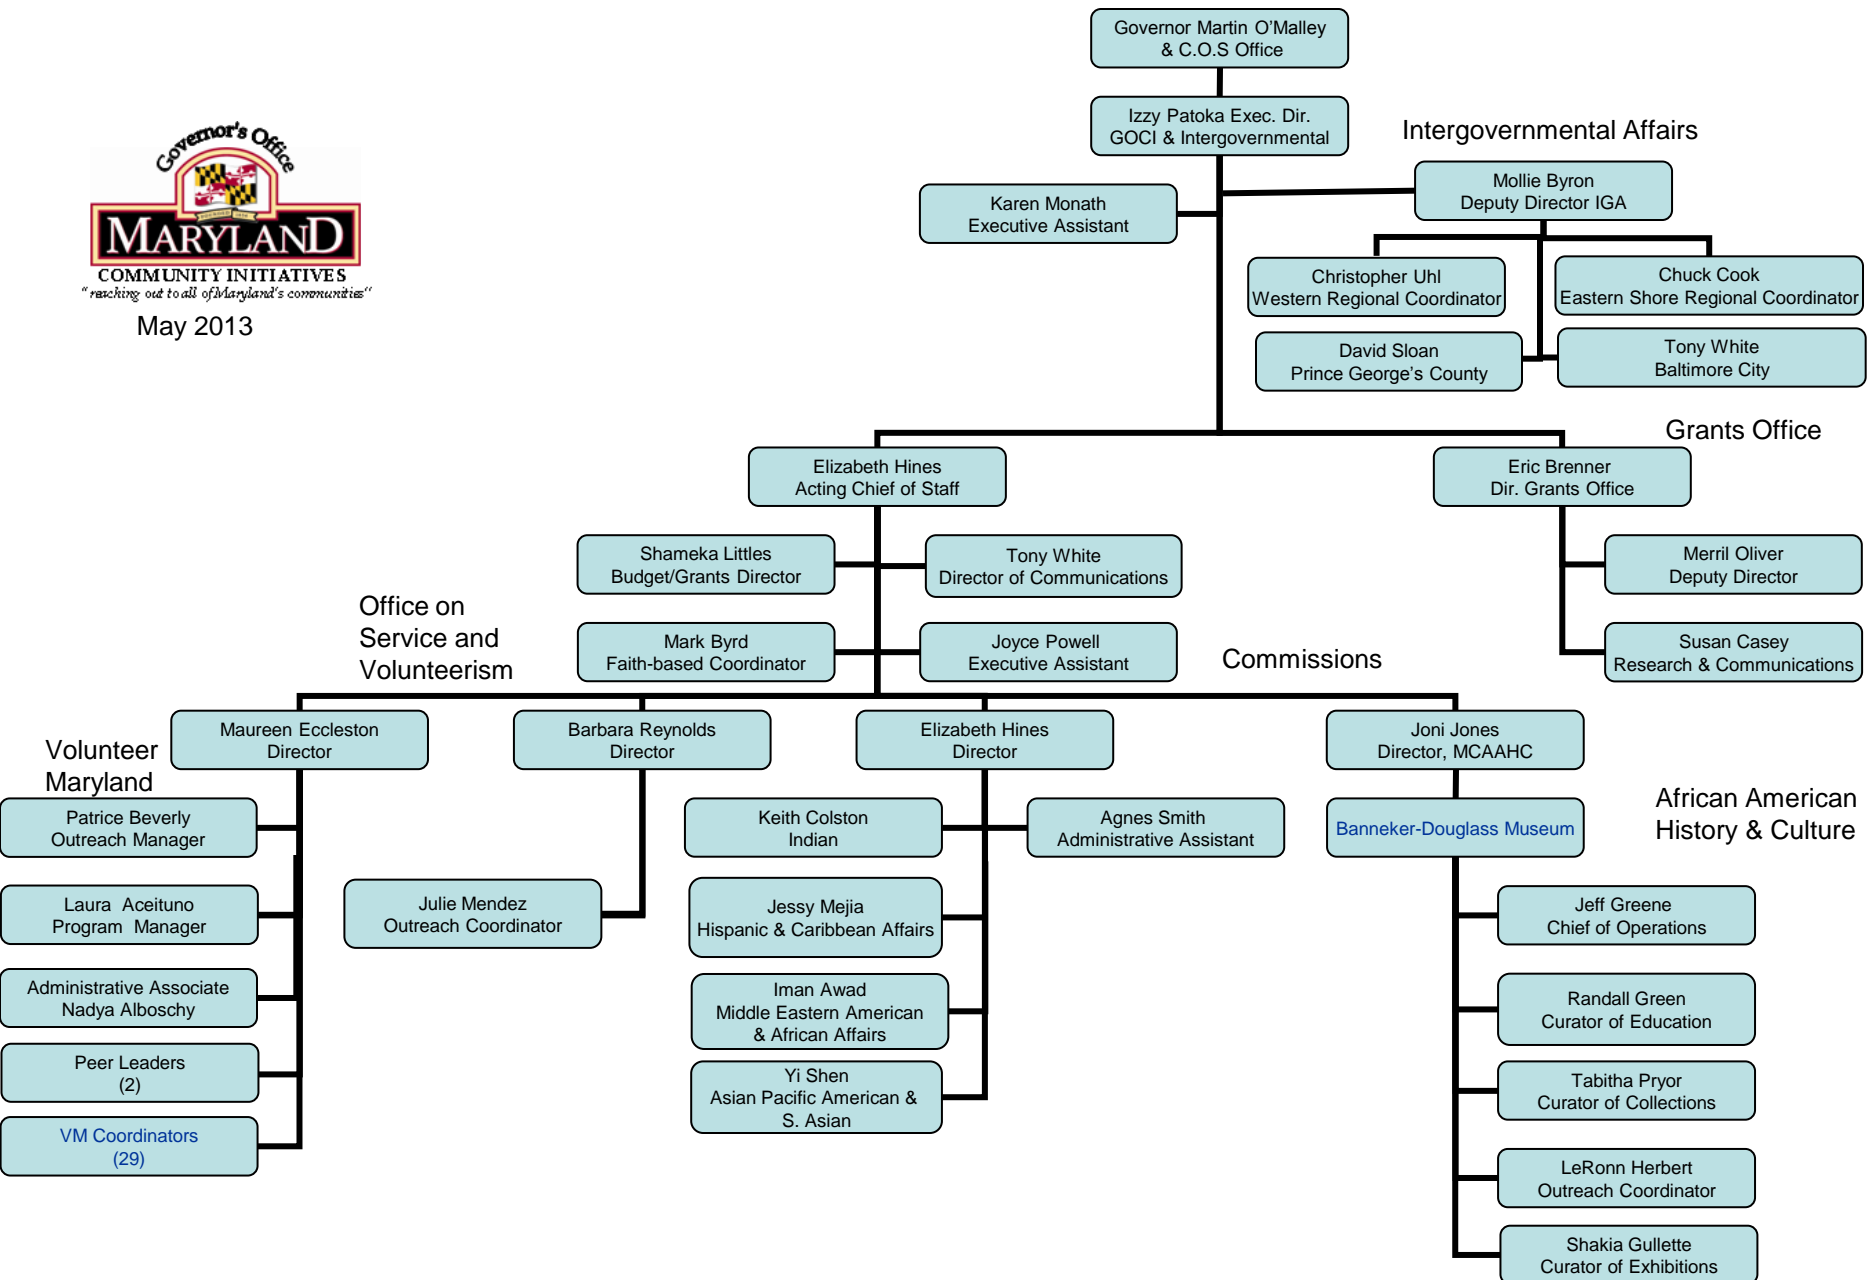 Governor Martin O'Malley
& C.O.S Office
Izzy Patoka Exec. Dir.
GOCI & Intergovernmental
Intergovernmental Affairs
Governor's Office
MARYLAND
COMMUNITY INITIATIVES
"reaching out to all of Maryland's communities"
May 2013
Karen Monath
Executive Assistant
Mollie Byron
Deputy Director IGA
Christopher Uhl
Western Regional Coordinator
Chuck Cook
Eastern Shore Regional Coordinator
David Sloan
Prince George's County
Tony White
Baltimore City
Grants Office
Elizabeth Hines
Acting Chief of Staff
Eric Brenner
Dir. Grants Office
Shameka Littles
Budget/Grants Director
Tony White
Director of Communications
Merril Oliver
Deputy Director
Office on
Service and
Volunteerism
Mark Byrd
Faith-based Coordinator
Joyce Powell
Executive Assistant
Commissions
Susan Casey
Research & Communications
Volunteer
Maryland
Maureen Eccleston
Director
Barbara Reynolds
Director
Elizabeth Hines
Director
Joni Jones
Director, MCAAHC
African American
History & Culture
Patrice Beverly
Outreach Manager
Keith Colston
Indian
Agnes Smith
Administrative Assistant
Banneker-Douglass Museum
Laura Aceituno
Program Manager
Julie Mendez
Outreach Coordinator
Jessy Mejia
Hispanic & Caribbean Affairs
Jeff Greene
Chief of Operations
Administrative Associate
Nadya Alboschy
Iman Awad
Middle Eastern American
& African Affairs
Randall Green
Curator of Education
Peer Leaders
(2)
Yi Shen
Asian Pacific American &
S. Asian
Tabitha Pryor
Curator of Collections
VM Coordinators
(29)
LeRonn Herbert
Outreach Coordinator
Shakia Gullette
Curator of Exhibitions